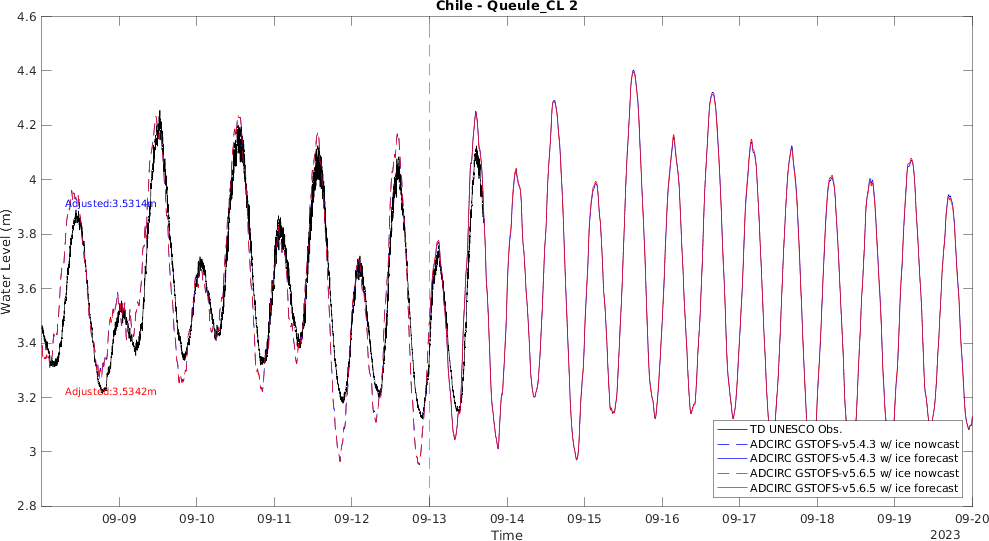 Chile - Queule_CL 2
4.6
4.4
4.2
4
3.8
3.6
3.4
3.2
3
2.8
Water Level (m)
Adjusted:3.5314m
Adjusted:3.5342m
TD UNESCO Obs.
ADCIRC GSTOFS-v5.4.3 w/ ice nowcast
ADCIRC GSTOFS-v5.4.3 w/ ice forecast
ADCIRC GSTOFS-v5.6.5 w/ ice nowcast
ADCIRC GSTOFS-v5.6.5 w/ ice forecast
09-09 09-10 09-11 09-12 09-13 09-14 09-15 09-16 09-17 09-18 09-19 09-20
Time
2023